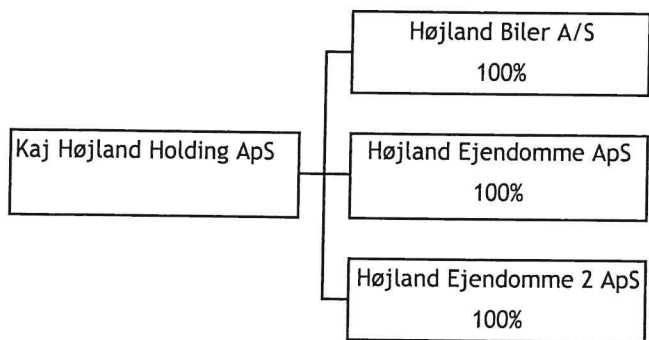 Højland Biler A/S
100%
Kaj Højland Holding ApS
Højland Ejendomme ApS
100%
Højland Ejendomme 2 ApS
100%